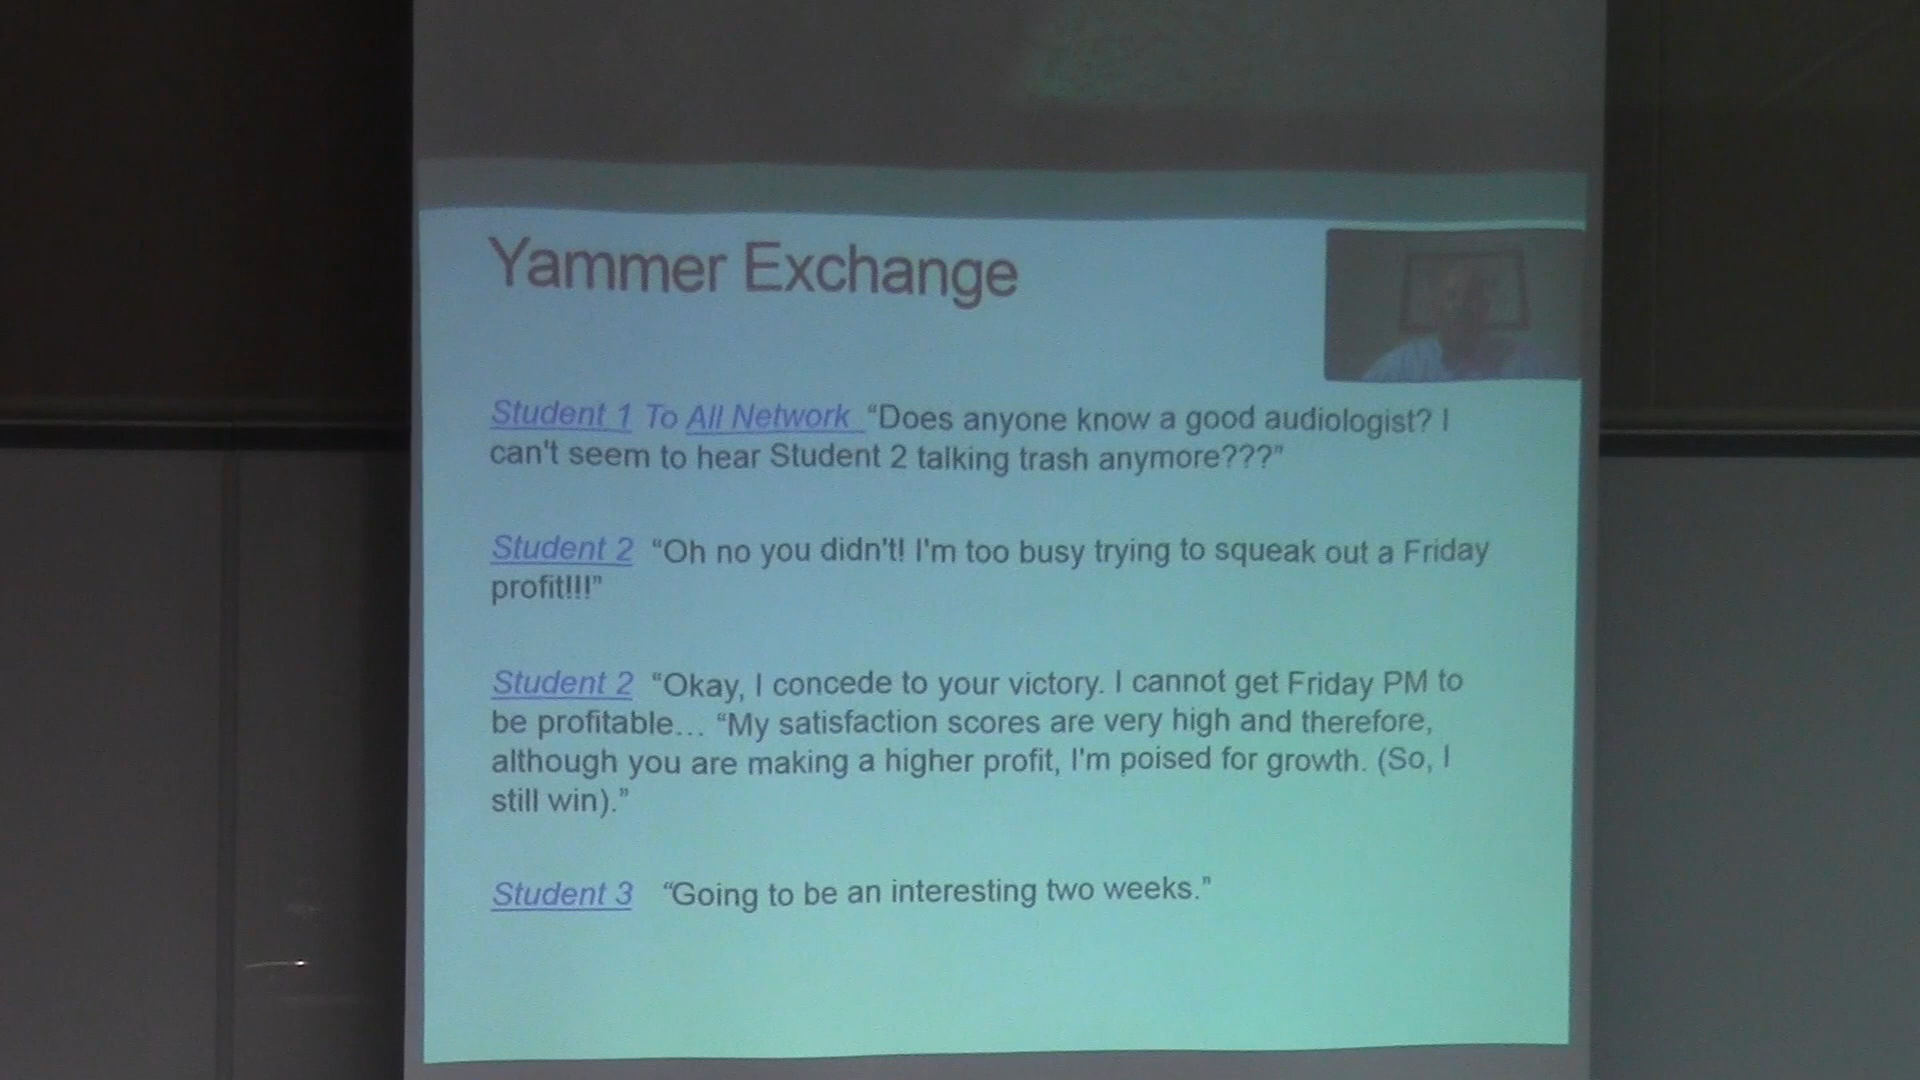 Yammer Exchange
Student 1 To All Network “Does anyone know a good audiologist? I
can't seem to hear Student 2 talking trash anymore???”
Student 2 “Oh no you didn't! I'm too busy trying to squeak out a Friday
profit!!!”
Student 2 “Okay, I concede to your victory. I cannot get Friday PM to
be profitable… “My satisfaction scores are very high and therefore,
although you are making a higher profit, I'm poised for growth. (So, I
still win).”
Student 3 “Going to be an interesting two weeks.”